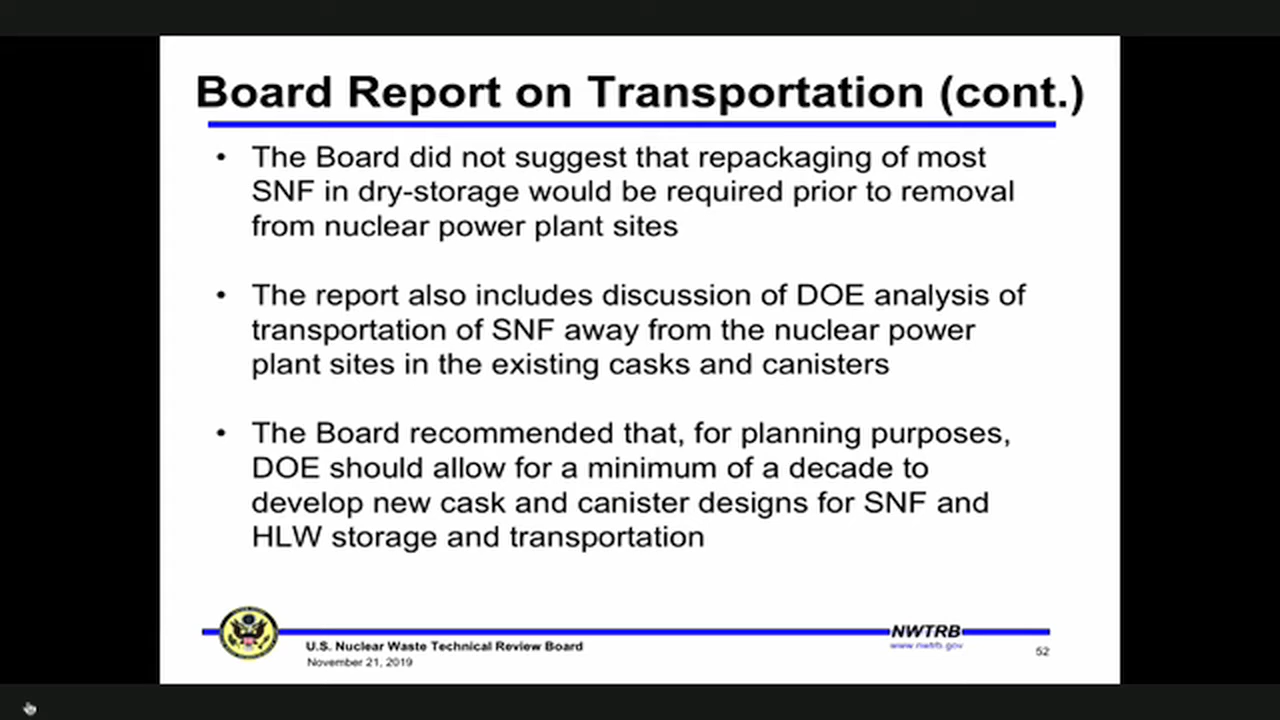 Board Report on Transportation (cont.)
• The Board did not suggest that repackaging of most
SNF in dry-storage would be required prior to removal
from nuclear power plant sites
• The report also includes discussion of DOE analysis of
transportation of SNF away from the nuclear power
plant sites in the existing casks and canisters
• The Board recommended that, for planning purposes,
DOE should allow for a minimum of a decade to
develop new cask and canister designs for SNF and
HLW storage and transportation
U.S. Nuclear Waste Technical Review Board
November 21, 2019
NWTRB
www.nwtrb.gov
52